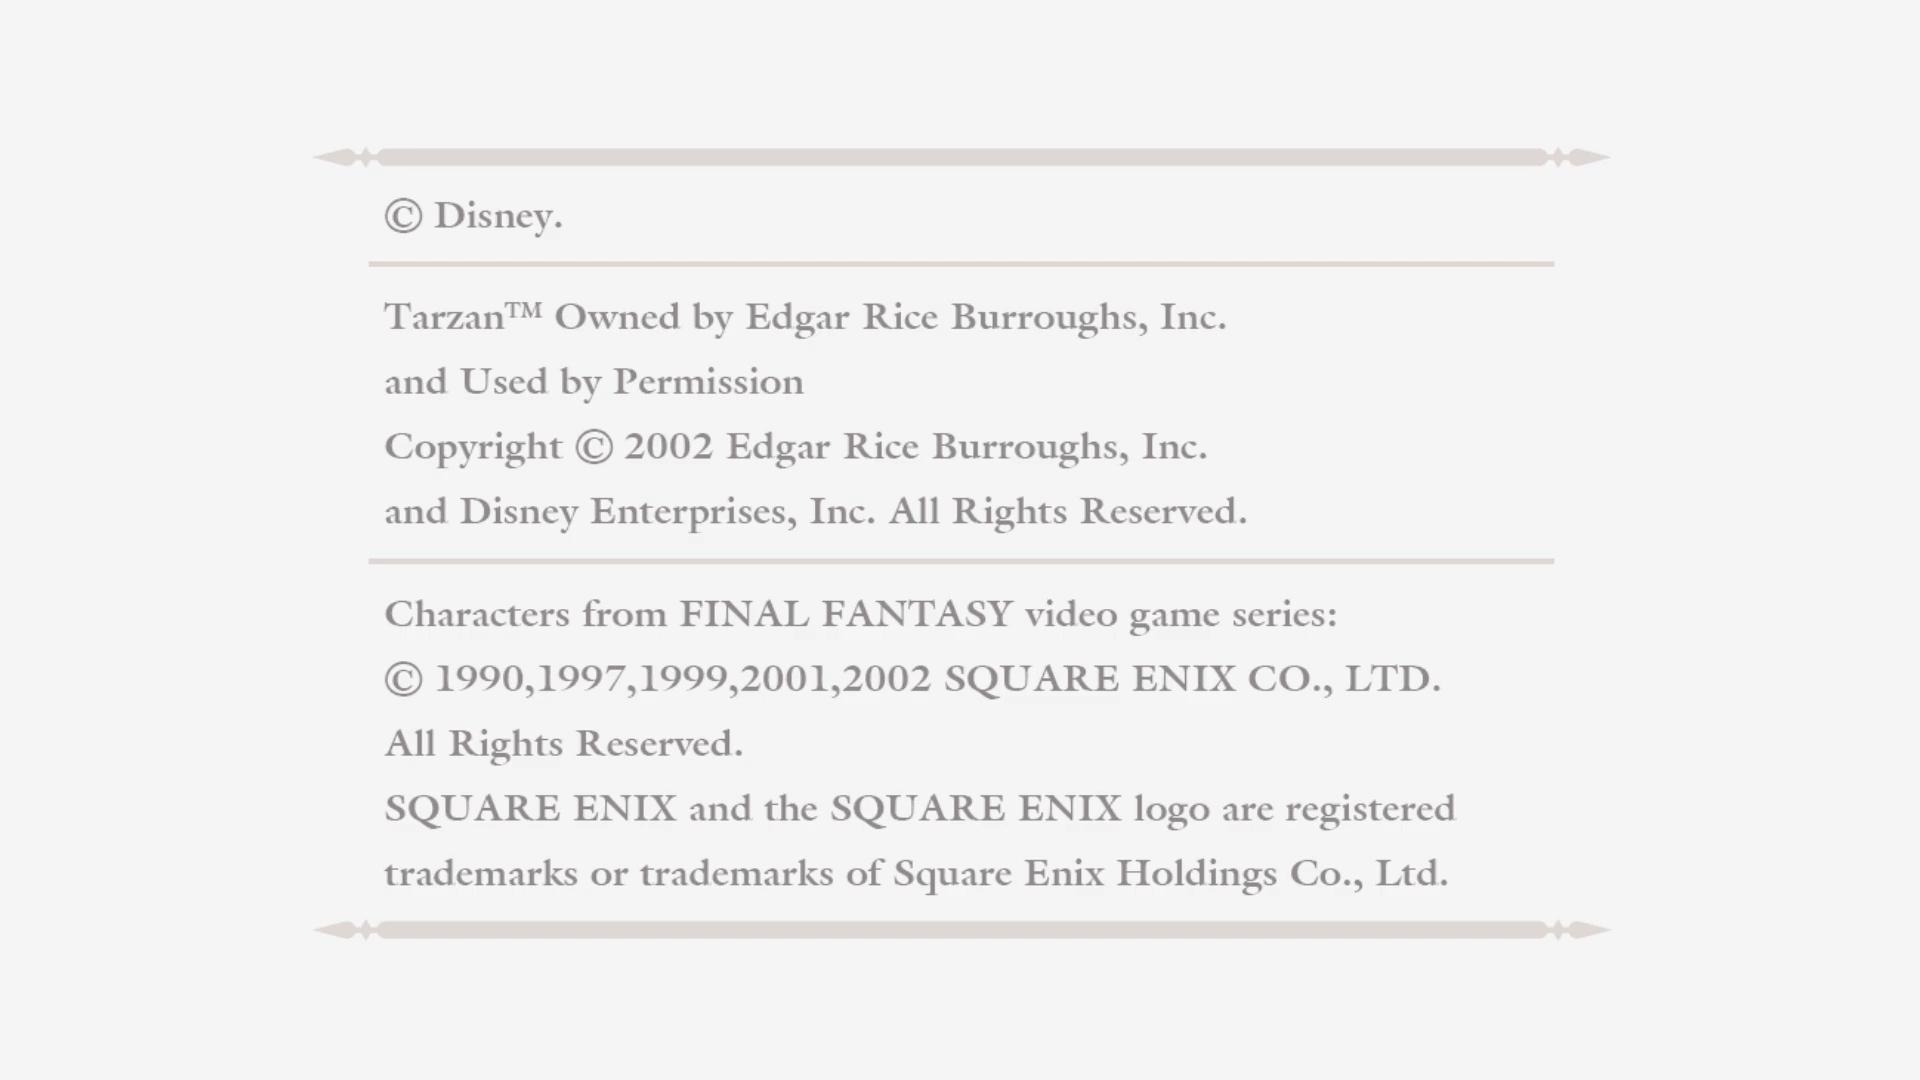 © Disney.
Tarzan™ Owned by Edgar Rice Burroughs, Inc.
and Used by Permission
Copyright © 2002 Edgar Rice Burroughs, Inc.
and Disney Enterprises, Inc. All Rights Reserved.
Characters from FINAL FANTASY video game series:
© 1990,1997,1999,2001,2002 SQUARE ENIX CO., LTD.
All Rights Reserved.
SQUARE ENIX and the SQUARE ENIX logo are registered
trademarks or trademarks of Square Enix Holdings Co., Ltd.